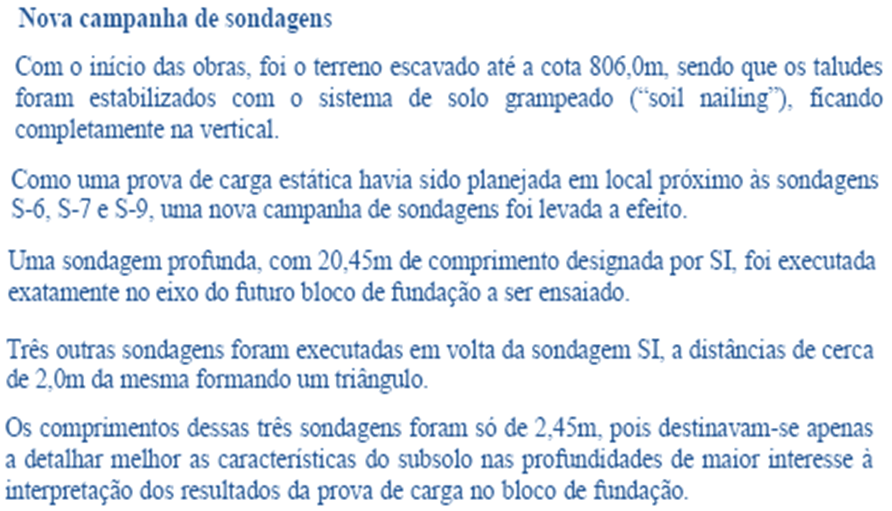 Nova campanha de sondagens
Com o início das obras, foi o terreno escavado até a cota 806,0m, sendo que os taludes
foram estabilizados com o sistema de solo grampeado (“soil nailing”), ficando
completamente na vertical.
Como uma prova de carga estática havia sido planejada em local próximo às sondagens
S-6, S-7 e S-9, uma nova campanha de sondagens foi levada a efeito.
Uma sondagem profunda, com 20,45m de comprimento designada por SI, foi executada
exatamente no eixo do futuro bloco de fundação a ser ensaiado.
Três outras sondagens foram executadas em volta da sondagem SI, a distâncias de cerca
de 2,0m da mesma formando um triângulo.
Os comprimentos dessas três sondagens foram só de 2,45m, pois destinavam-se apenas
a detalhar melhor as características do subsolo nas profundidades de maior interesse à
interpretação dos resultados da prova de carga no bloco de fundação.